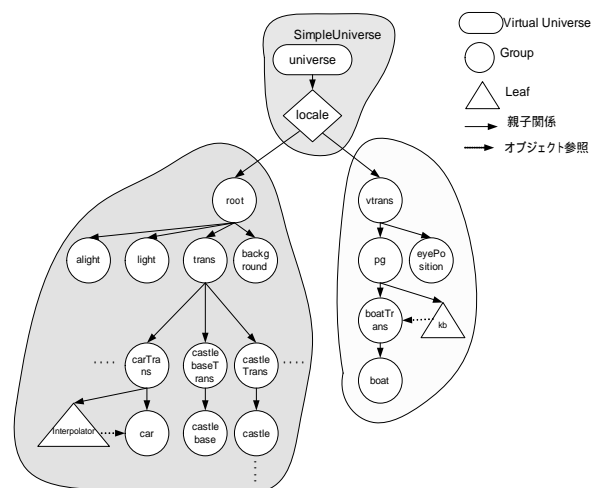 SimpleUniverse
universe
locale
Virtual Universe
Group
Leaf
親子関係
オブジェクト参照
root
alight
light
trans
backg
round
carTra
ns
castle
baseT
rans
castle
Trans
Interpolator
car
castle
base
castle
vtrans
pg
eyePo
sition
boatTr
ans
kb
boat